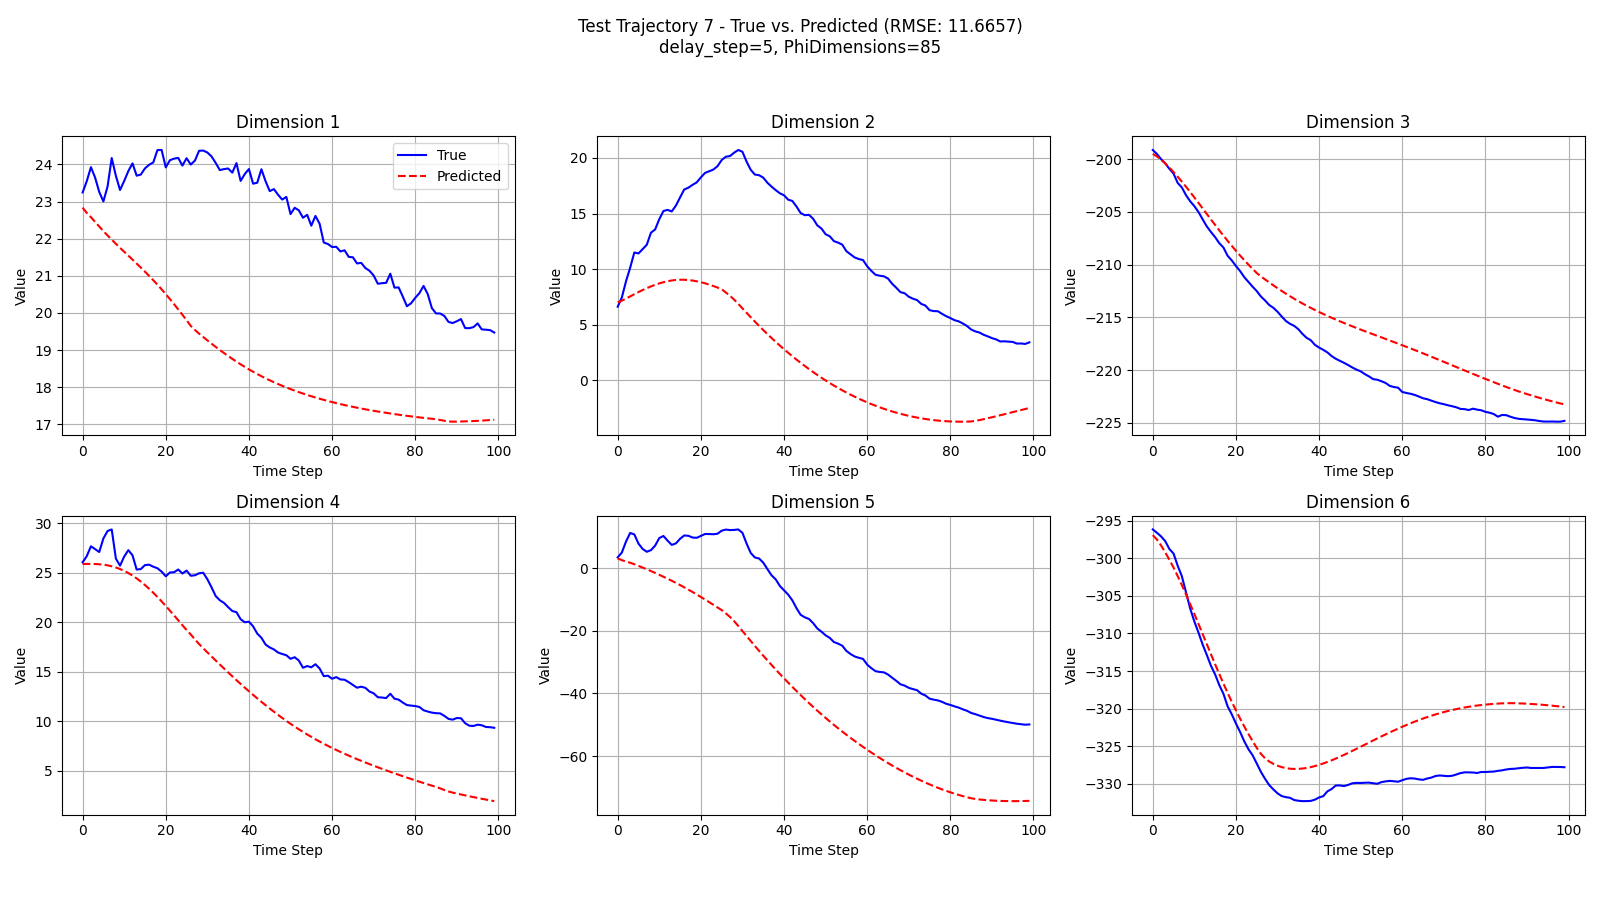 Test Trajectory 7 - True vs. Predicted (RMSE: 11.6657)
delay_step=5, PhiDimensions=85
Dimension 1
24
23
22
21
20
19
18
17
Value
0 20 40 60 80 100
Time Step
True
Predicted
Dimension 2
20
15
10
5
0
Value
0 20 40 60 80 100
Time Step
Dimension 3
−200
−205
−210
−215
−220
−225
Value
0 20 40 60 80 100
Time Step
Dimension 4
30
25
20
15
10
5
Value
0 20 40 60 80 100
Time Step
Dimension 5
0
−20
−40
−60
Value
0 20 40 60 80 100
Time Step
Dimension 6
−295
−300
−305
−310
−315
−320
−325
−330
Value
0 20 40 60 80 100
Time Step